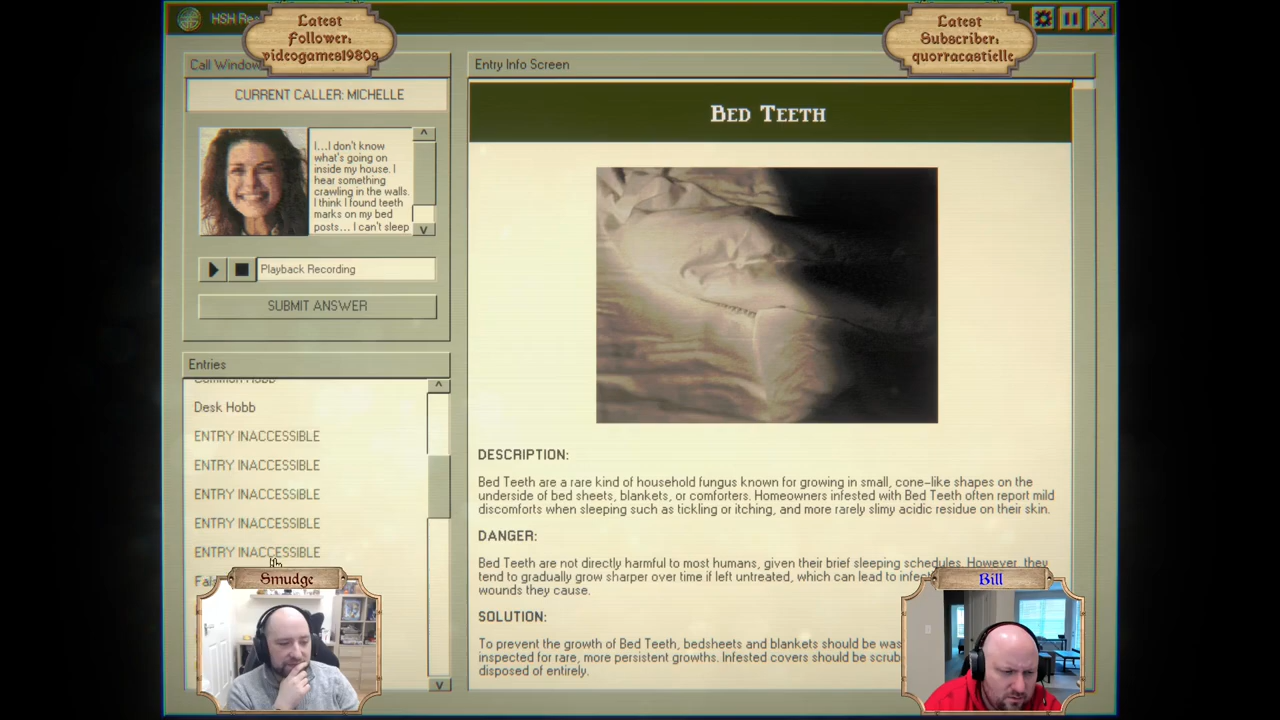 HSH
Latest
Follower:
videogames1980s
Latest
Subscriber:
quorracastielle
Call Window
CURRENT CALLER: MICHELLE
I...I don't know
what's going on
inside my house. I
hear something
crawling in the walls.
I think I found teeth
marks on my bed
posts... I can't sleep
Playback Recording
SUBMIT ANSWER
Entries
Common Hobb
Desk Hobb
ENTRY INACCESSIBLE
ENTRY INACCESSIBLE
ENTRY INACCESSIBLE
ENTRY INACCESSIBLE
ENTRY INACCESSIBLE
Smudge
Entry Info Screen
BED TEETH
DESCRIPTION:
Bed Teeth are a rare kind of household fungus known for growing in small, cone-like shapes on the
underside of bed sheets, blankets, or comforters. Homeowners infested with Bed Teeth often report mild
discomforts when sleeping such as tickling or itching, and more rarely slimy acidic residue on their skin.
DANGER:
Bed Teeth are not directly harmful to most humans, given their brief sleeping schedules. However, they
tend to gradually grow sharper over time if left untreated, which can lead to
wounds they cause.
SOLUTION:
To prevent the growth of Bed Teeth, bedsheets and blankets should be
inspected for rare, more persistent growths. Infested covers should be
disposed of entirely.
Bill